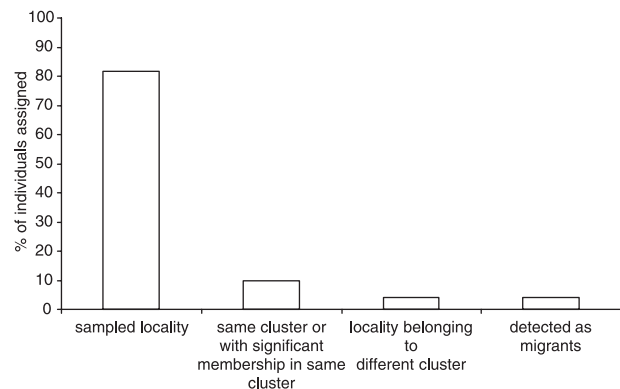 % of individuals assigned
100
90
80
70
60
50
40
30
20
10
0
sampled locality
same cluster or
with significant
membership in same
cluster
locality belonging
to
different cluster
detected as
migrants